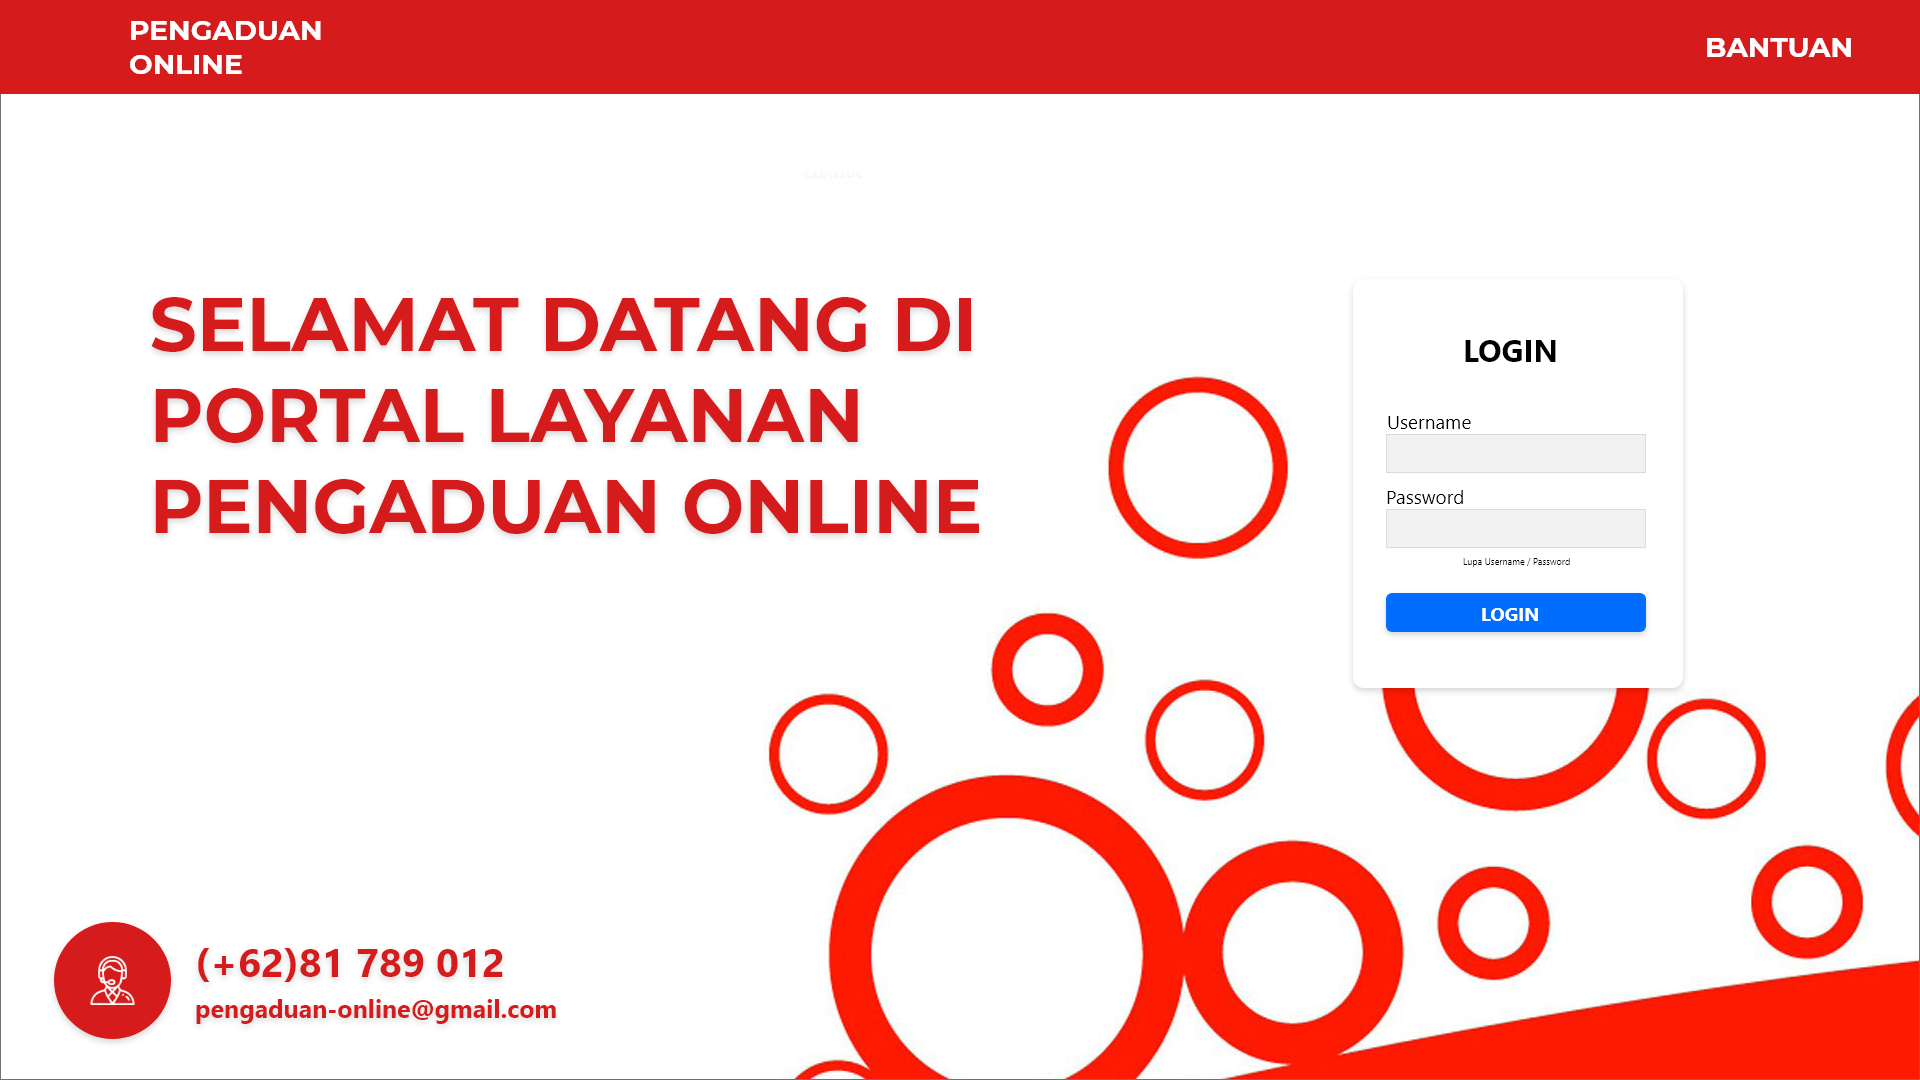 PENGADUAN
ONLINE
BANTUAN
SELAMAT DATANG DI
PORTAL LAYANAN
PENGADUAN ONLINE
LOGIN
Username
Password
Lupa Username / Password
LOGIN
(+62)81 789 012
pengaduan-online@gmail.com